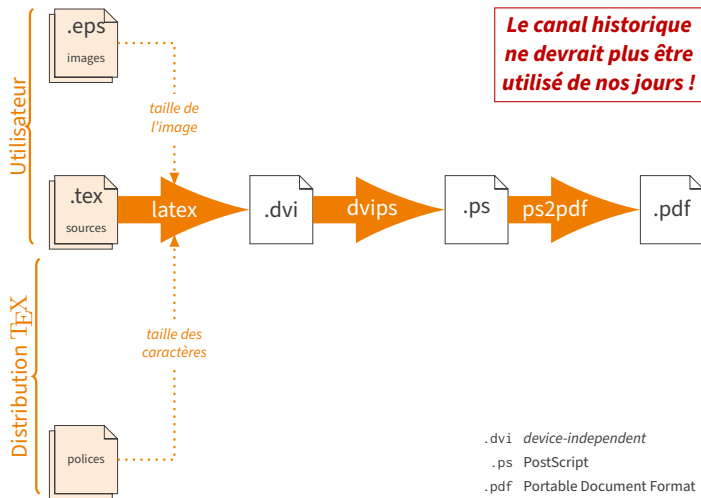 .eps
images
Le canal historique
ne devrait plus être
utilisé de nos jours !
Utilisateur
taille de
l'image
.tex
sources
latex
.dvi
dvips
.ps
ps2pdf
.pdf
Distribution TEX
taille des
caractères
polices
.dvi device-independent
.ps PostScript
.pdf Portable Document Format